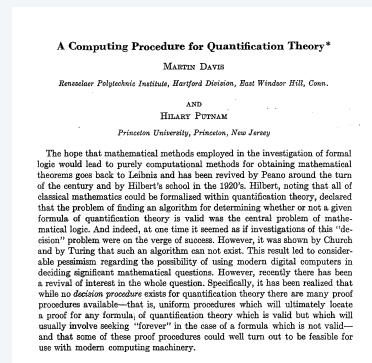 A Computing Procedure for Quantification Theory*
MARTIN DAVIS
Rensselaer Polytechnic Institute, Hartford Division, East Windsor Hill, Conn.
AND
HILARY PUTNAM
Princeton University, Princeton, New Jersey
The hope that mathematical methods employed in the investigation of formal
logic would lead to purely computational methods for obtaining mathematical
theorems goes back to Leibniz and has been revived by Peano around the turn
of the century and by Hilbert's school in the 1920's. Hilbert, noting that all of
classical mathematics could be formalized within quantification theory, declared
that the problem of finding an algorithm for determining whether or not a given
formula of quantification theory is valid was the central problem of mathe-
matical logic. And indeed, at one time it seemed as if investigations of this "de-
cision" problem were on the verge of success. However, it was shown by Church
and by Turing that such an algorithm can not exist. This result led to consider-
able pessimism regarding the possibility of using modern digital computers in
deciding significant mathematical questions. However, recently there has been
a revival of interest in the whole question. Specifically, it has been realized that
while no decision procedure exists for quantification theory there are many proof
procedures available—that is, uniform procedures which will ultimately locate
a proof for any formula of quantification theory which is valid but which will
usually involve seeking "forever" in the case of a formula which is not valid—
and that some of these proof procedures could well turn out to be feasible for
use with modern computing machinery.